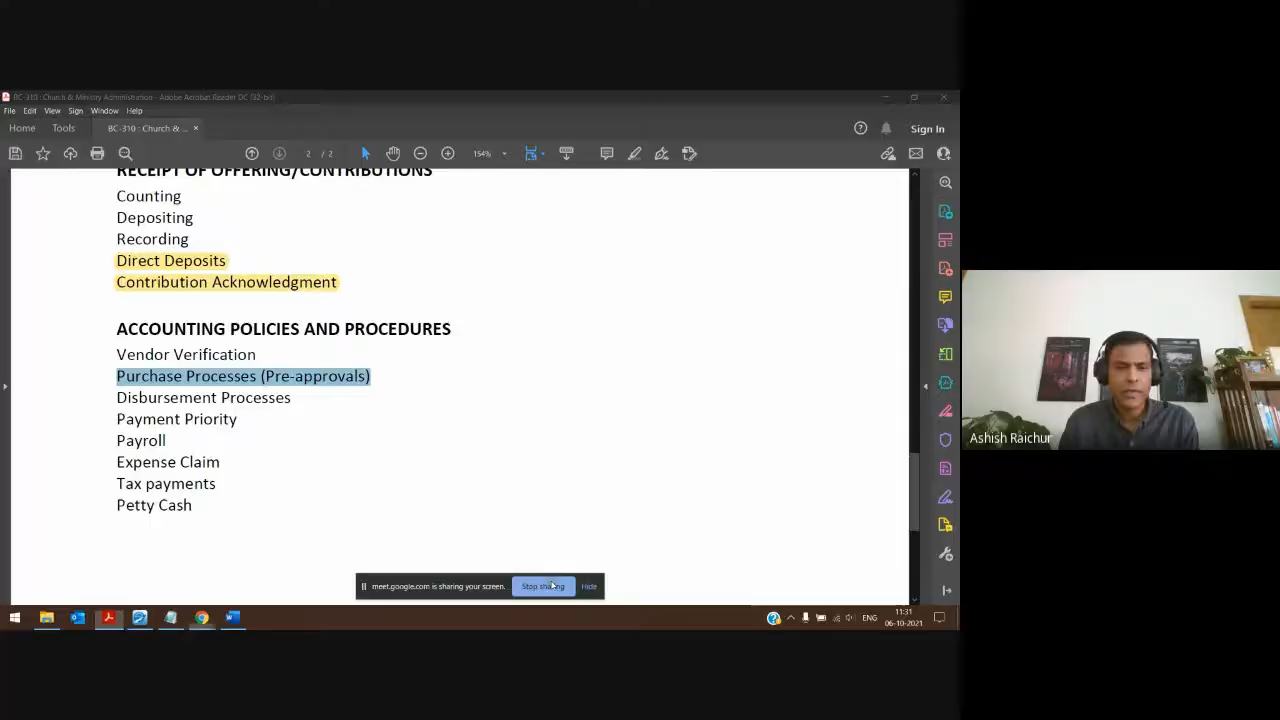 BC-310 : Church & Ministry Administration - Adobe Acrobat Reader DC (32-bit)
File Edit View Sign Window Help
Home Tools BC-310 : Church & ... × Sign In
2 / 2 154%
RECEIPT OF OFFERING/CONTRIBUTIONS
Counting
Depositing
Recording
Direct Deposits
Contribution Acknowledgment
ACCOUNTING POLICIES AND PROCEDURES
Vendor Verification
Purchase Processes (Pre-approvals)
Disbursement Processes
Payment Priority
Payroll
Expense Claim
Tax payments
Petty Cash
meet.google.com is sharing your screen. Stop sharing Hide
ENG 11:31
06-10-2021
Ashish Raichur